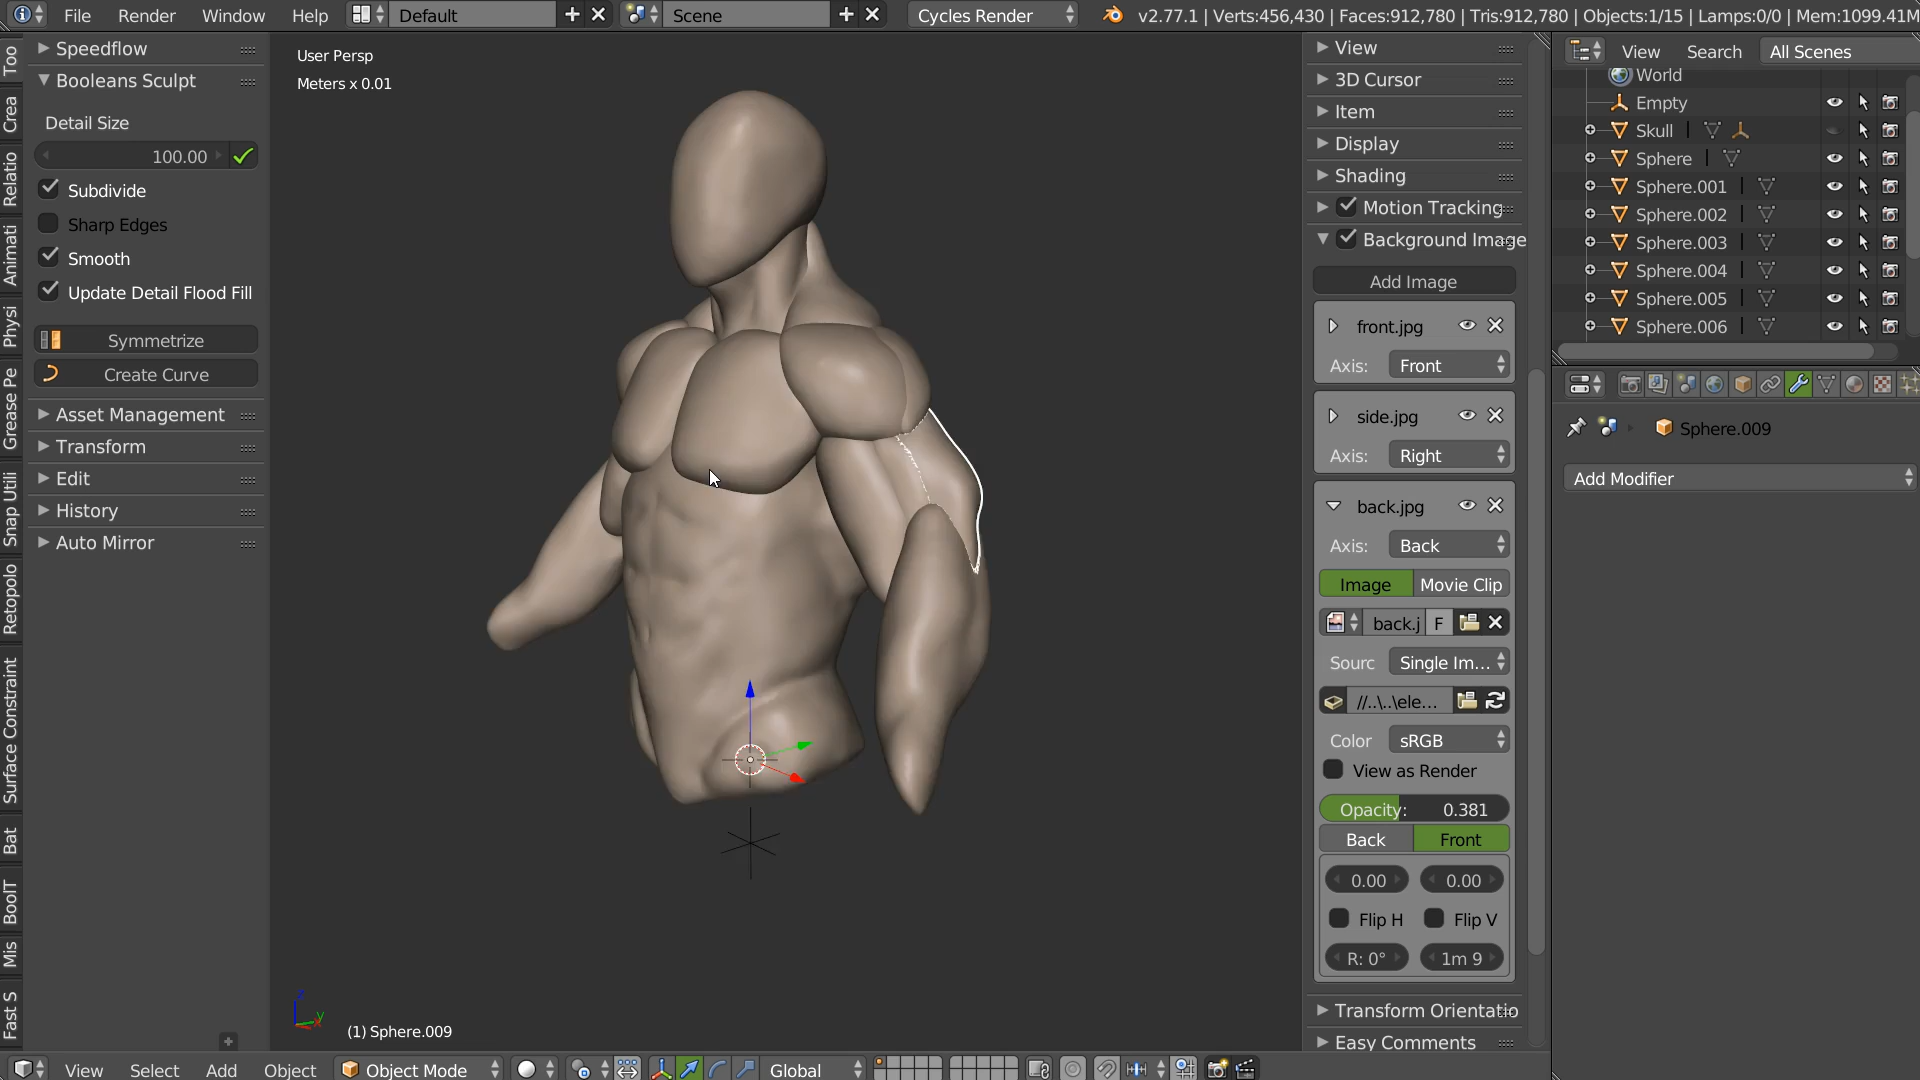 File Render Window Help Default Scene Cycles Render v2.77.1 | Verts:456,430 | Faces:912,780 | Tris:912,780 | Objects:1/15 | Lamps:0/0 | Mem:1099.41M
Too
Crea
Relatio
Animati
Physi
Grease Pe
Snap Utili
Retopolo
Surface Constraint
Bat
BoolT
Mis
Fast S
Speedflow
Booleans Sculpt
Detail Size
100.00
Subdivide
Sharp Edges
Smooth
Update Detail Flood Fill
Symmetrize
Create Curve
Asset Management
Transform
Edit
History
Auto Mirror
User Persp
Meters x 0.01
Z
Y
(1) Sphere.009
View
3D Cursor
Item
Display
Shading
Motion Tracking
Background Image
Add Image
front.jpg
Axis: Front
side.jpg
Axis: Right
back.jpg
Axis: Back
Image Movie Clip
back.j F
Sourc Single Im...
//..\..\ele...
Color sRGB
View as Render
Opacity: 0.381
Back Front
0.00 0.00
Flip H Flip V
R: 0° 1m 9
Transform Orientatio
Easy Comments
View Search All Scenes
World
Empty
Skull
Sphere
Sphere.001
Sphere.002
Sphere.003
Sphere.004
Sphere.005
Sphere.006
Sphere.009
Add Modifier
View Select Add Object Object Mode Global